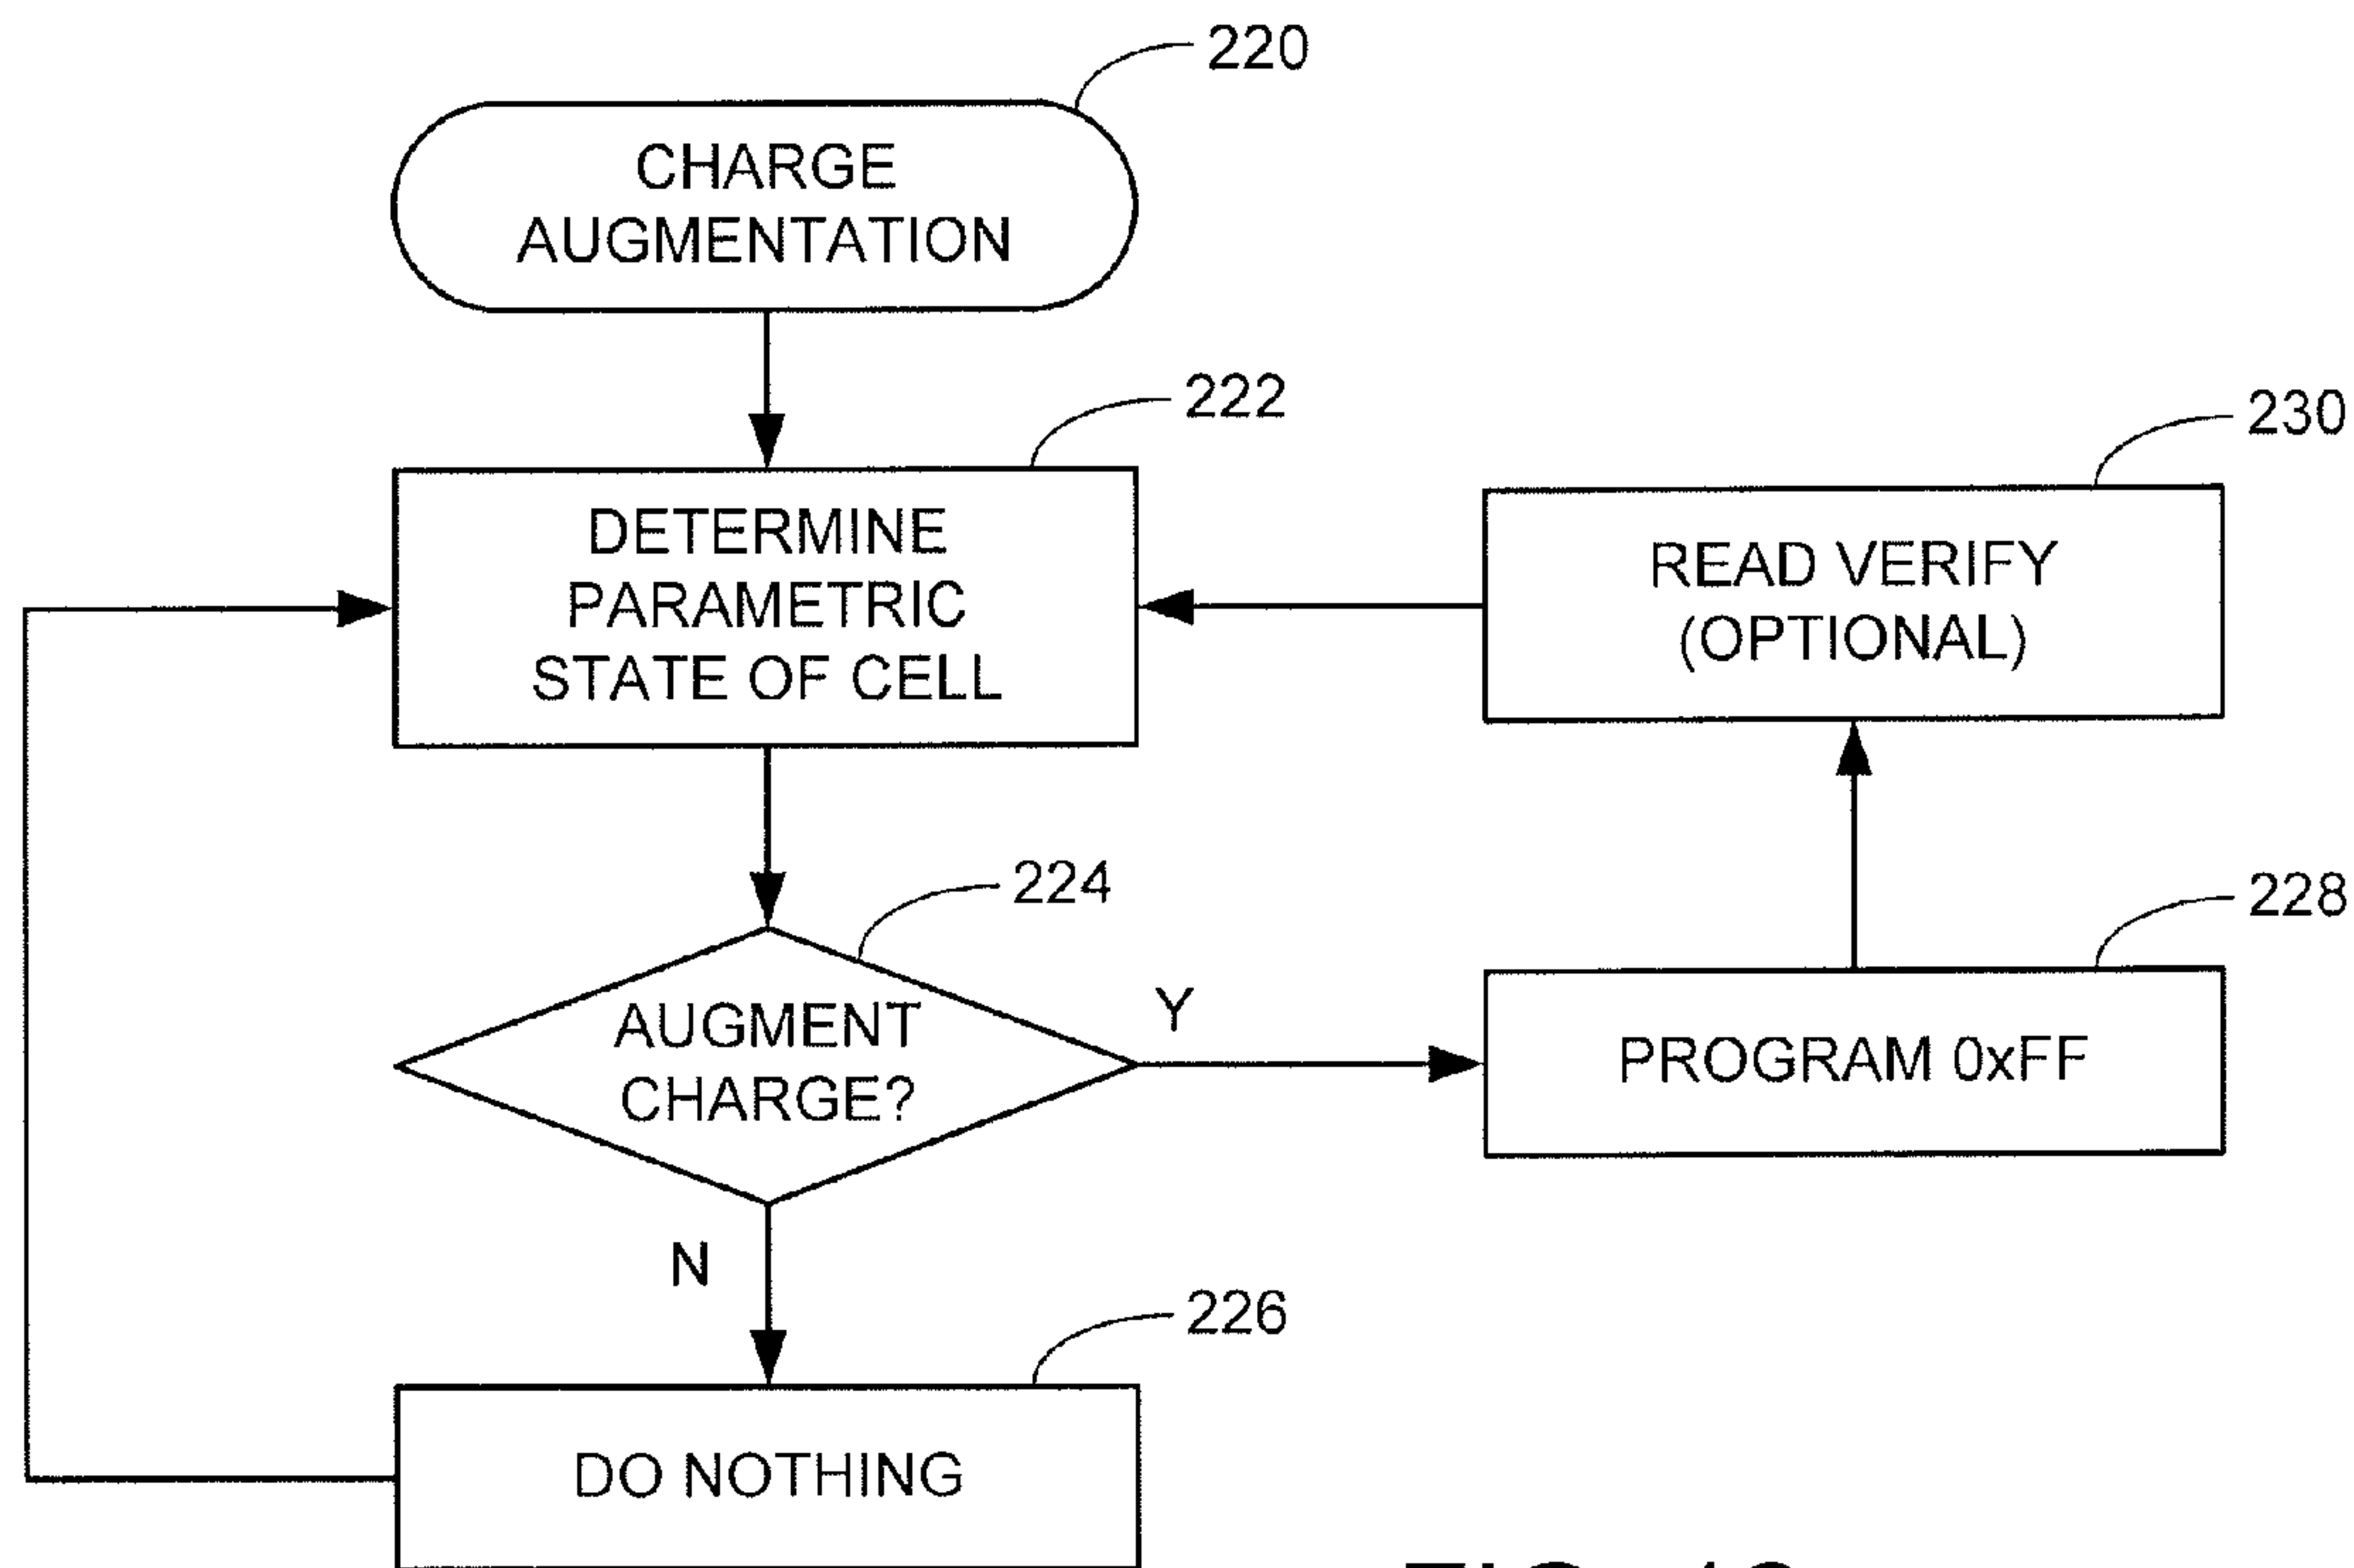 220
CHARGE
AUGMENTATION
222
DETERMINE
PARAMETRIC
STATE OF CELL
230
READ VERIFY
(OPTIONAL)
224
AUGMENT
CHARGE?
Y
228
PROGRAM 0xFF
N
226
DO NOTHING